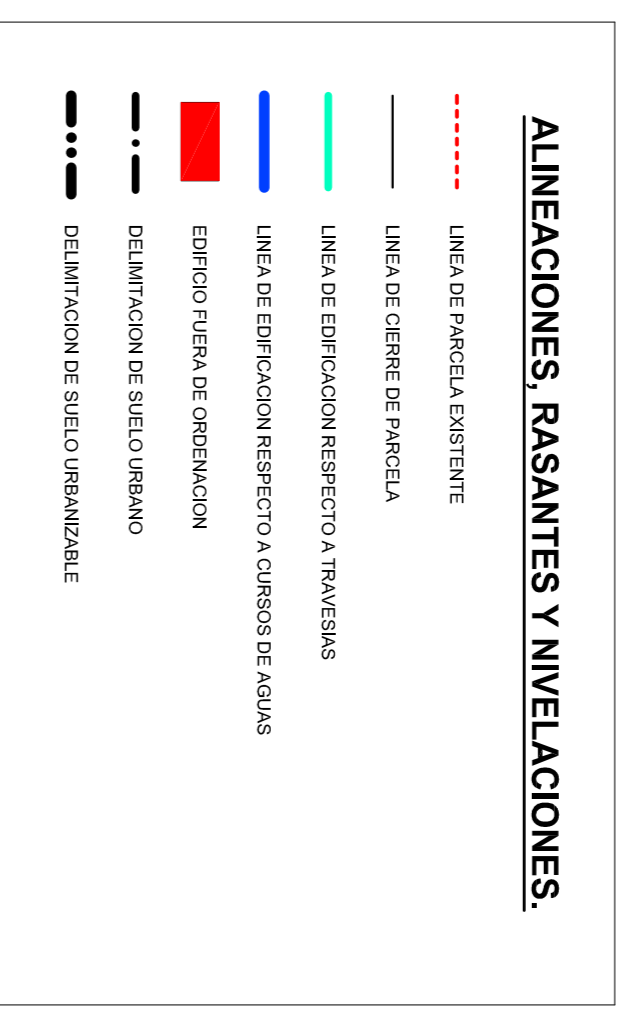 ALINEACIONES, RASANTES Y NIVELACIONES.
LINEA DE PARCELA EXISTENTE
LINEA DE CIERRE DE PARCELA
LINEA DE EDIFICACION RESPECTO A TRAVESIAS
LINEA DE EDIFICACION RESPECTO A CURSOS DE AGUAS
EDIFICIO FUERA DE ORDENACION
DELIMITACION DE SUELO URBANO
DELIMITACION DE SUELO URBANIZABLE